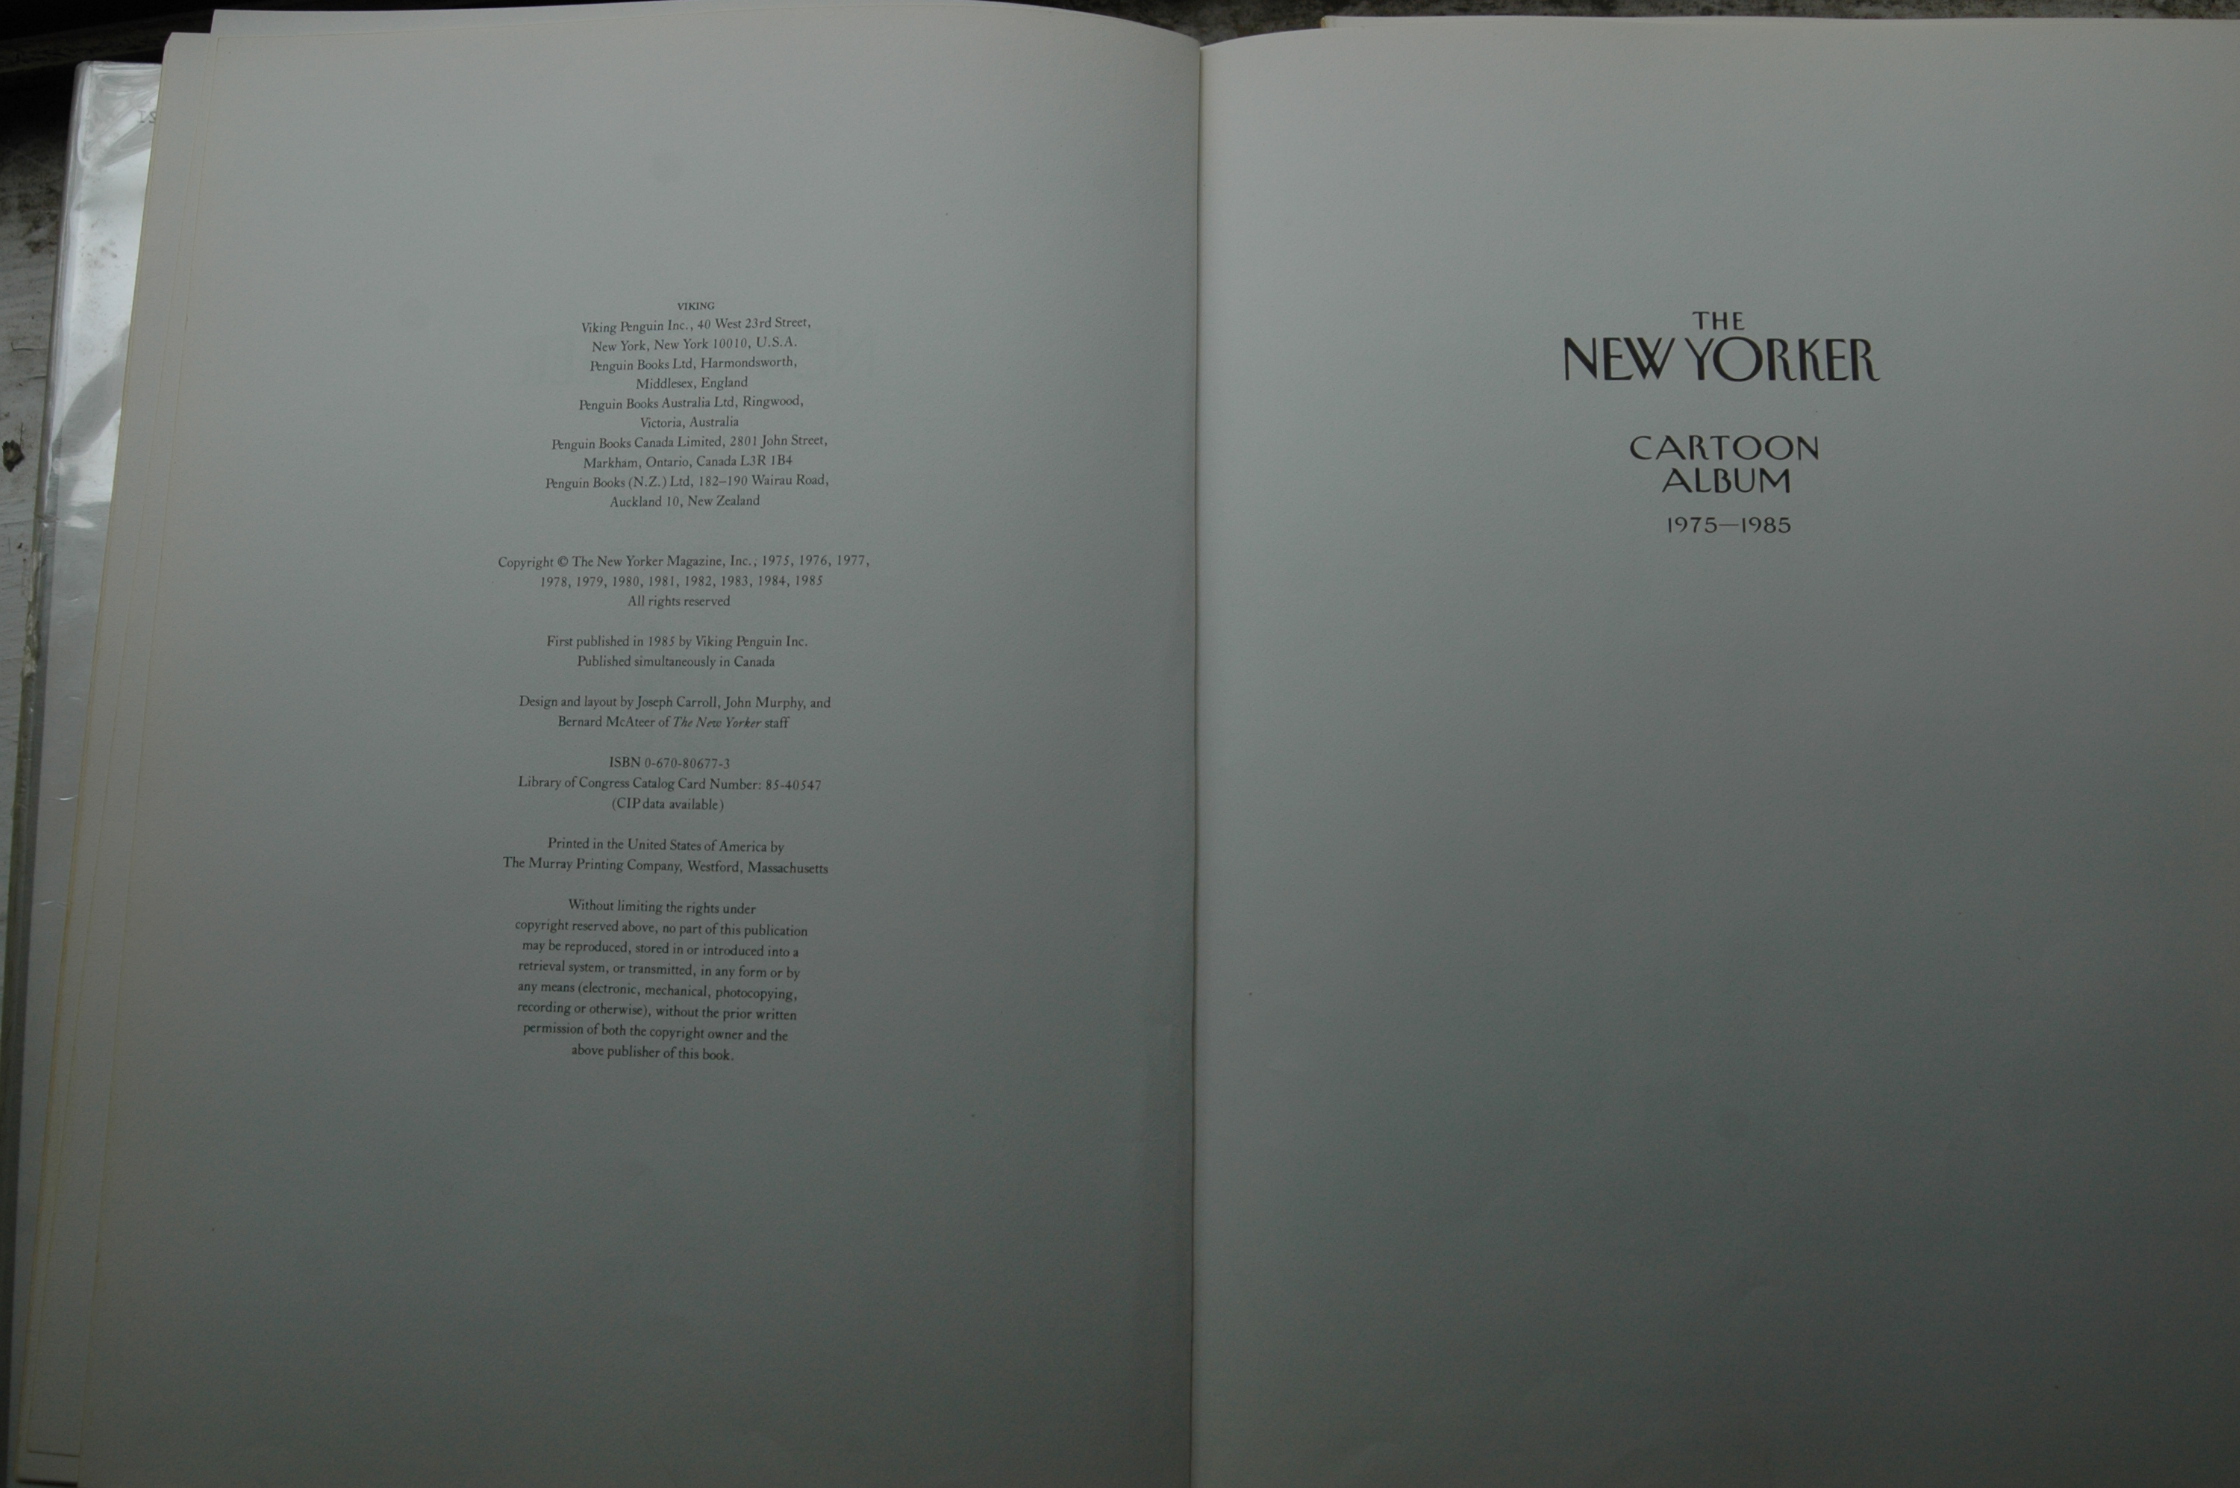 VIKING
Viking Penguin Inc., 40 West 23rd Street,
New York, New York 10010, U.S.A.
Penguin Books Ltd, Harmondsworth,
Middlesex, England
Penguin Books Australia Ltd, Ringwood,
Victoria, Australia
Penguin Books Canada Limited, 2801 John Street,
Markham, Ontario, Canada L3R 1B4
Penguin Books (N.Z.) Ltd, 182–190 Wairau Road,
Auckland 10, New Zealand
Copyright © The New Yorker Magazine, Inc., 1975, 1976, 1977,
1978, 1979, 1980, 1981, 1982, 1983, 1984, 1985
All rights reserved
First published in 1985 by Viking Penguin Inc.
Published simultaneously in Canada
Design and layout by Joseph Carroll, John Murphy, and
Bernard McAteer of The New Yorker staff
ISBN 0-670-80677-3
Library of Congress Catalog Card Number: 85-40547
(CIP data available)
Printed in the United States of America by
The Murray Printing Company, Westford, Massachusetts
Without limiting the rights under
copyright reserved above, no part of this publication
may be reproduced, stored in or introduced into a
retrieval system, or transmitted, in any form or by
any means (electronic, mechanical, photocopying,
recording or otherwise), without the prior written
permission of both the copyright owner and the
above publisher of this book.
THE
NEW YORKER
CARTOON
ALBUM
1975—1985